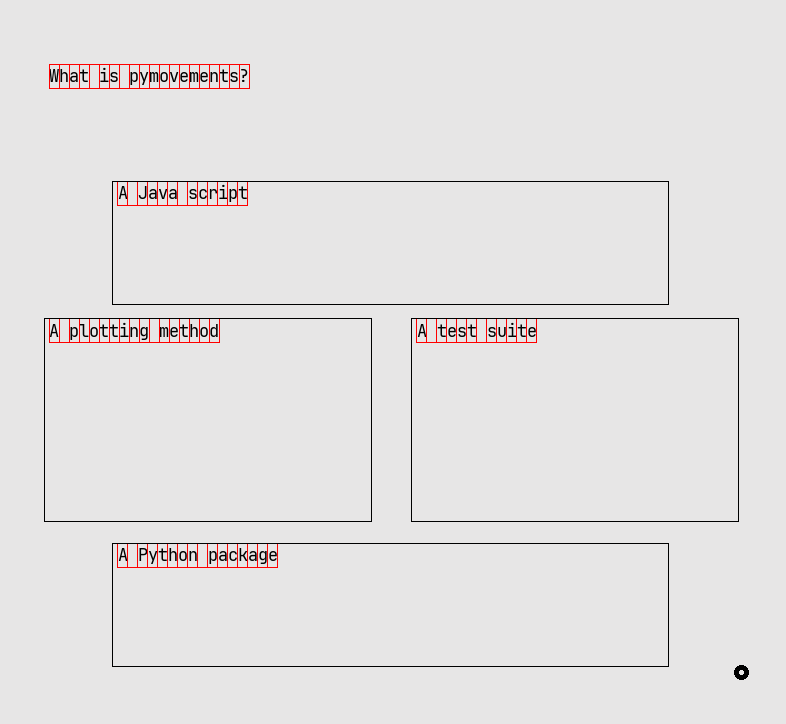 What is pymovements?
A Java script
A plotting method
A test suite
A Python package